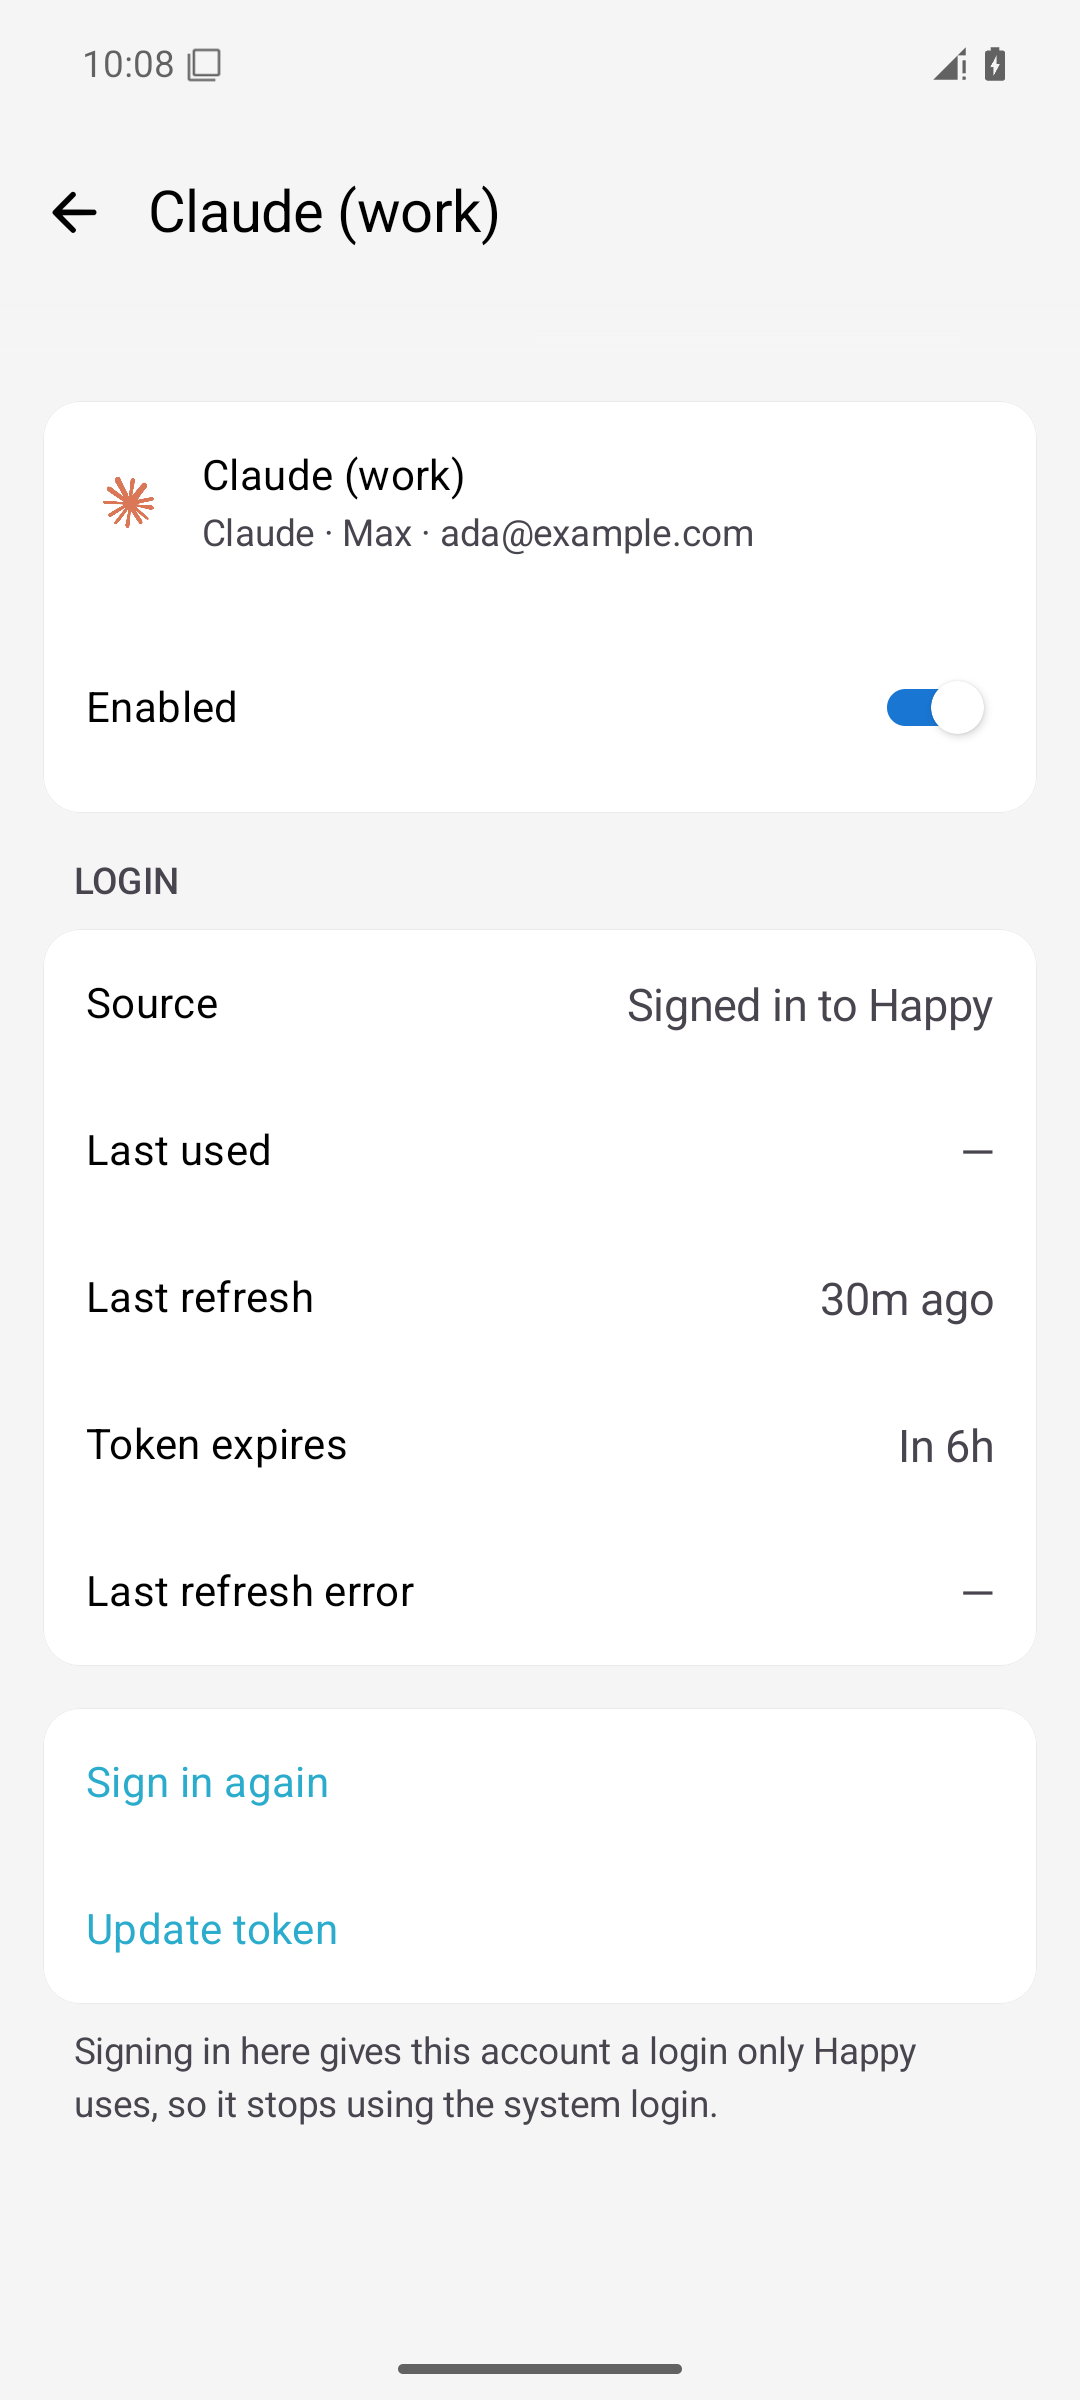 10:08
Claude (work)
Claude (work)
Claude · Max · ada@example.com
Enabled
LOGIN
Source
Signed in to Happy
Last used
—
Last refresh
30m ago
Token expires
In 6h
Last refresh error
—
Sign in again
Update token
Signing in here gives this account a login only Happy
uses, so it stops using the system login.